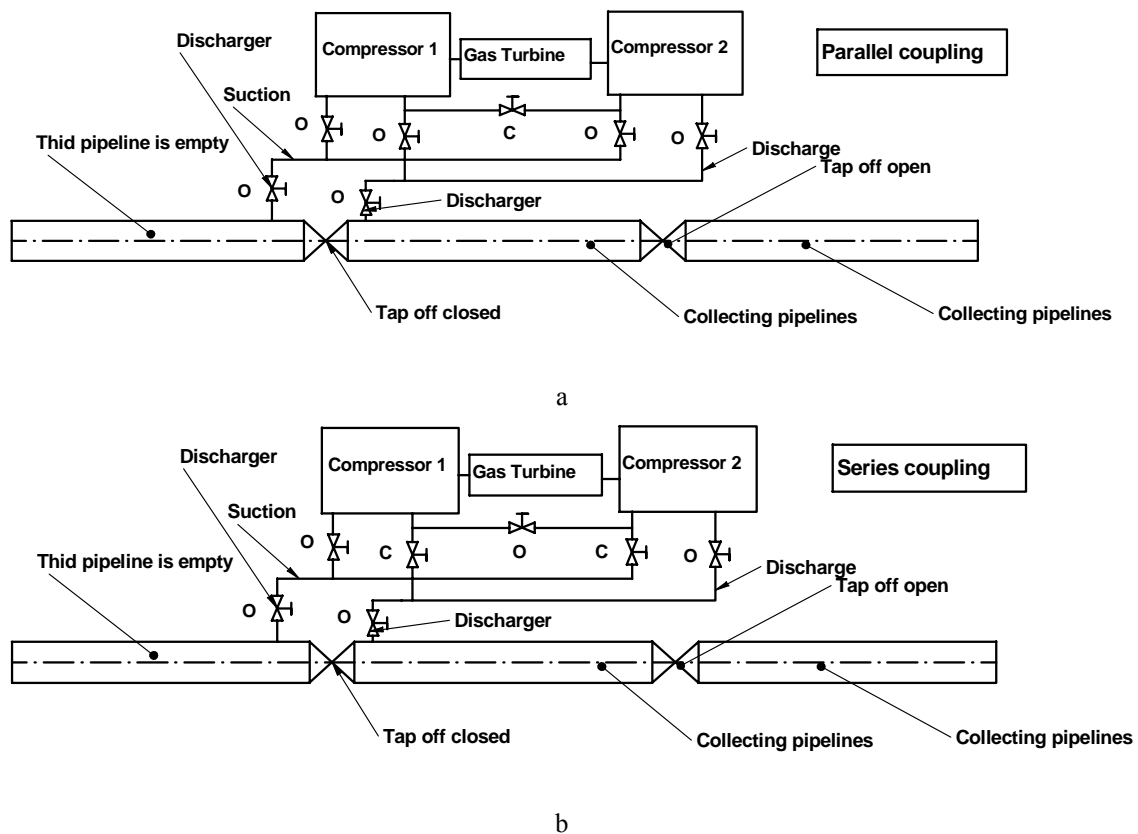 Discharger
Compressor 1
Gas Turbine
Compressor 2
Parallel coupling
Suction
O
O
C
O
O
Thid pipeline is empty
Discharge
Tap off open
O
O
Discharger
Tap off closed
Collecting pipelines
Collecting pipelines
a
Discharger
Compressor 1
Gas Turbine
Compressor 2
Series coupling
Suction
O
C
O
C
O
Thid pipeline is empty
Discharge
Tap off open
O
O
Discharger
Tap off closed
Collecting pipelines
Collecting pipelines
b